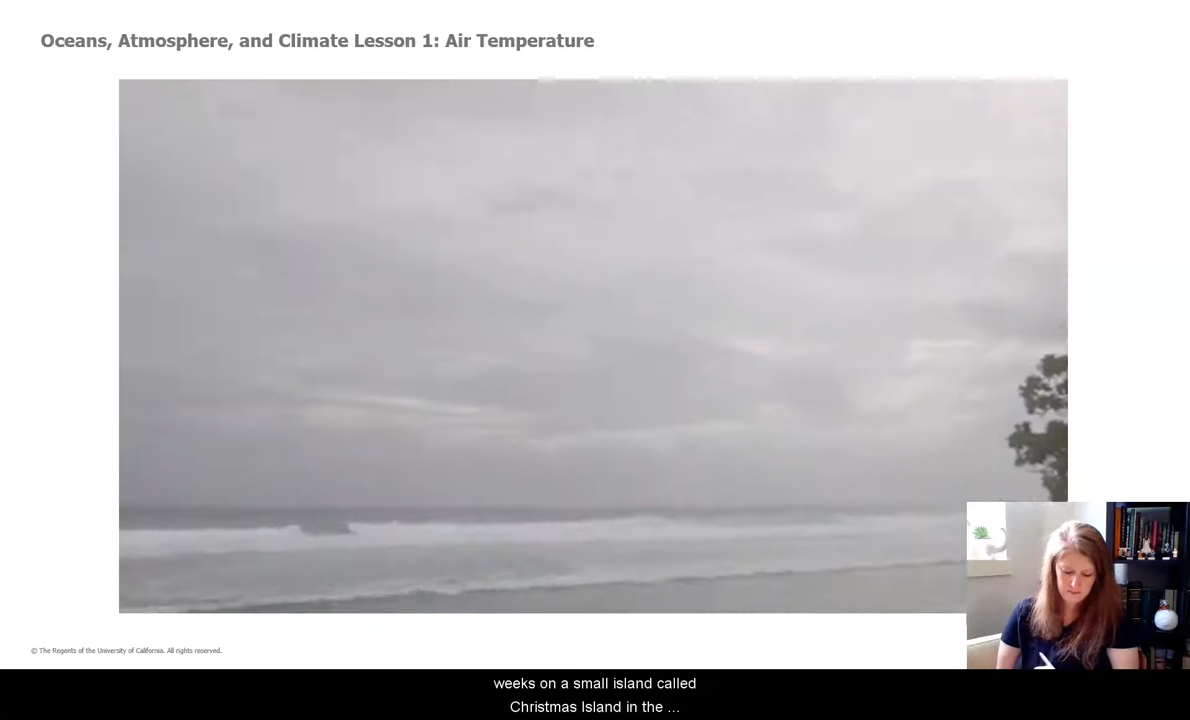 Oceans, Atmosphere, and Climate Lesson 1: Air Temperature
© The Regents of the University of California. All rights reserved.
weeks on a small island called
Christmas Island in the ...